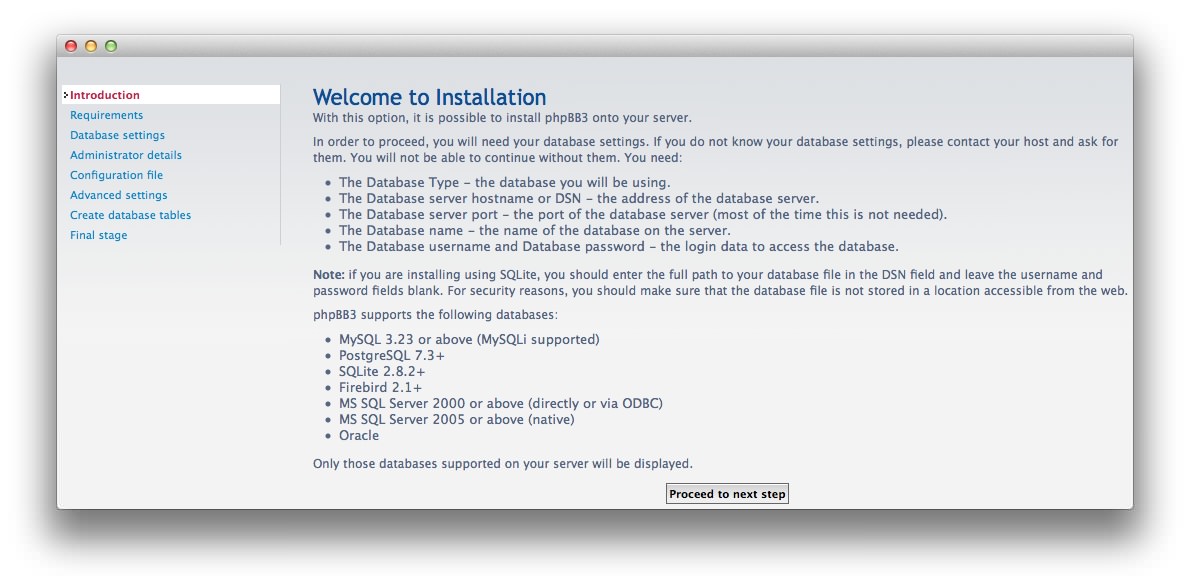 Introduction
Requirements
Database settings
Administrator details
Configuration file
Advanced settings
Create database tables
Final stage
Welcome to Installation
With this option, it is possible to install phpBB3 onto your server.
In order to proceed, you will need your database settings. If you do not know your database settings, please contact your host and ask for
them. You will not be able to continue without them. You need:
• The Database Type – the database you will be using.
• The Database server hostname or DSN – the address of the database server.
• The Database server port – the port of the database server (most of the time this is not needed).
• The Database name – the name of the database on the server.
• The Database username and Database password – the login data to access the database.
Note: if you are installing using SQLite, you should enter the full path to your database file in the DSN field and leave the username and
password fields blank. For security reasons, you should make sure that the database file is not stored in a location accessible from the web.
phpBB3 supports the following databases:
• MySQL 3.23 or above (MySQLi supported)
• PostgreSQL 7.3+
• SQLite 2.8.2+
• Firebird 2.1+
• MS SQL Server 2000 or above (directly or via ODBC)
• MS SQL Server 2005 or above (native)
• Oracle
Only those databases supported on your server will be displayed.
Proceed to next step